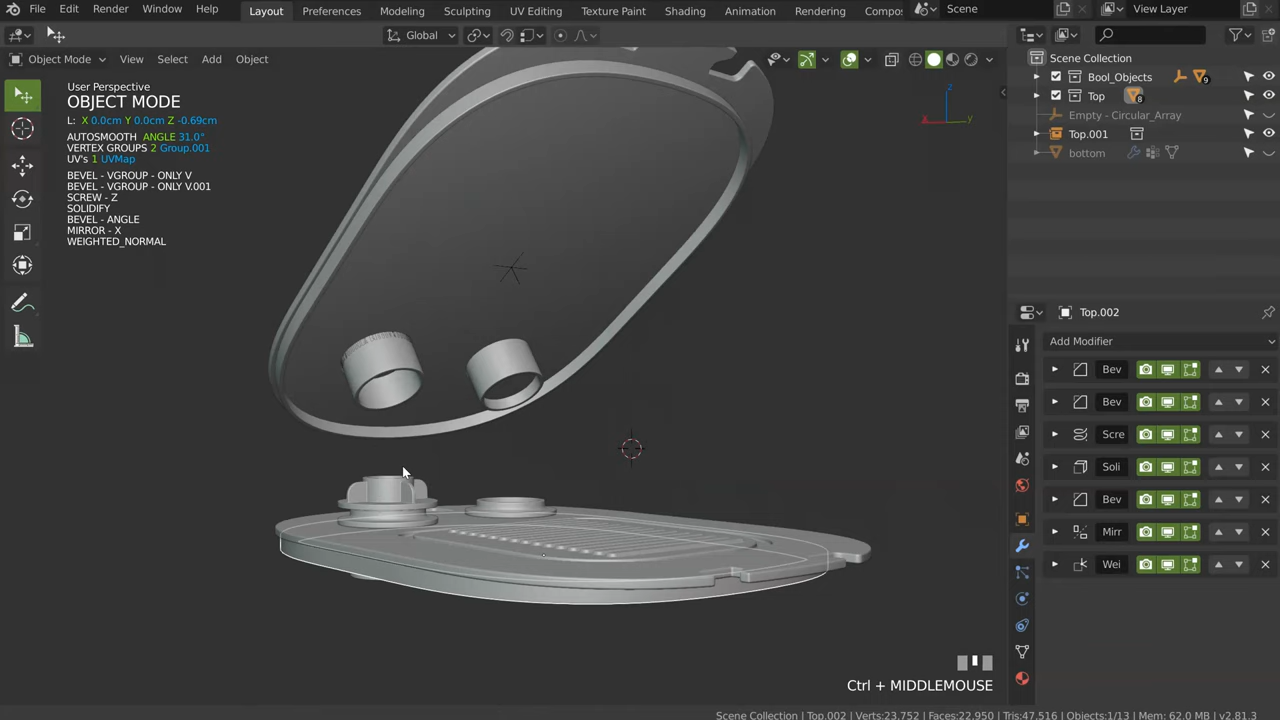 File Edit Render Window Help Layout Preferences Modeling Sculpting UV Editing Texture Paint Shading Animation Rendering Compos Scene View Layer
Global
Object Mode View Select Add Object
User Perspective
OBJECT MODE
L: X 0.0cm Y 0.0cm Z -0.69cm
AUTOSMOOTH ANGLE 31.0°
VERTEX GROUPS 2 Group.001
UV's 1 UVMap
BEVEL - VGROUP - ONLY V
BEVEL - VGROUP - ONLY V.001
SCREW - Z
SOLIDIFY
BEVEL - ANGLE
MIRROR - X
WEIGHTED_NORMAL
z
x
y
Scene Collection
Bool_Objects 9
Top 8
Empty - Circular_Array
Top.001
bottom
Top.002
Add Modifier
Bev
Bev
Scre
Soli
Bev
Mirr
Wei
Ctrl + MIDDLEMOUSE
Scene Collection | Top.002 | Verts:23.752 | Faces:22.950 | Tris:47.516 | Objects:1/13 | Mem: 62.0 MB | v2.81.3